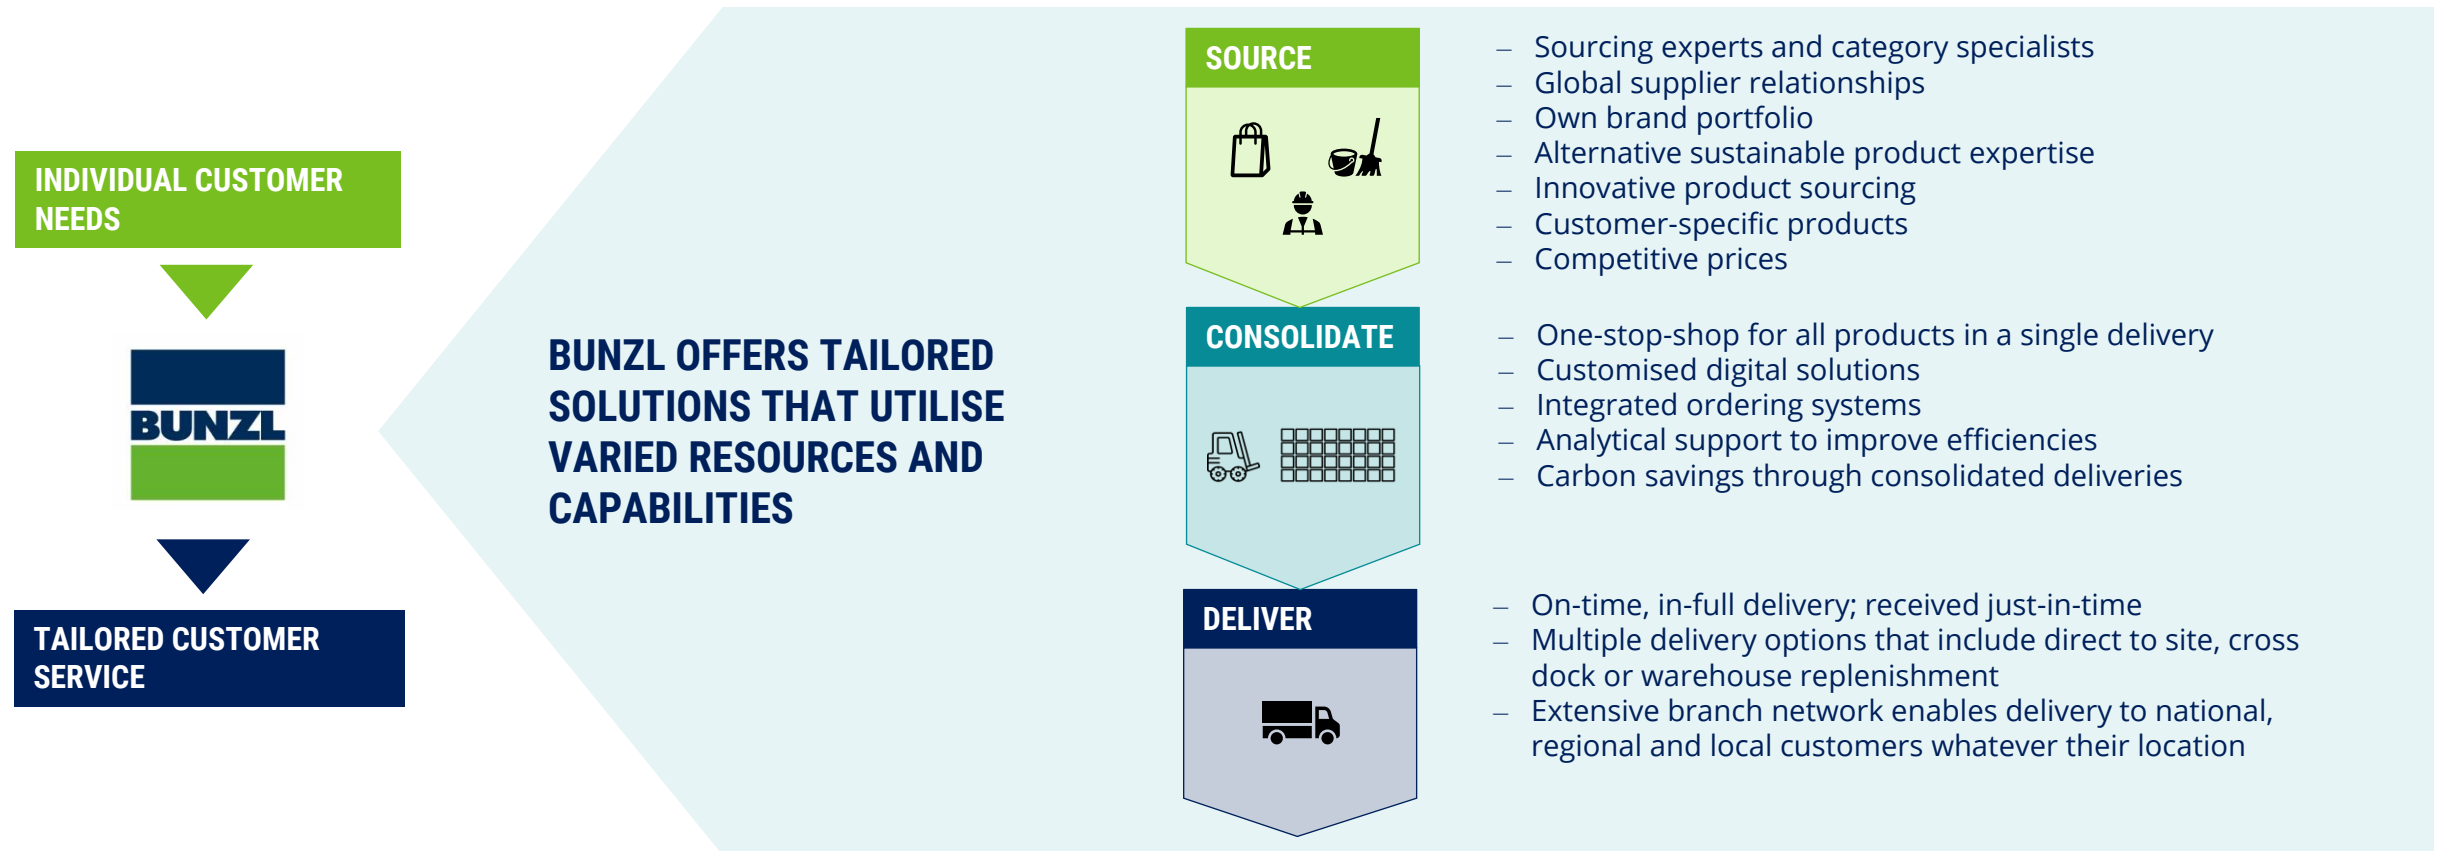 INDIVIDUAL CUSTOMER
NEEDS
BUNZL
TAILORED CUSTOMER
SERVICE
BUNZL OFFERS TAILORED
SOLUTIONS THAT UTILISE
VARIED RESOURCES AND
CAPABILITIES
SOURCE
– Sourcing experts and category specialists
– Global supplier relationships
– Own brand portfolio
– Alternative sustainable product expertise
– Innovative product sourcing
– Customer-specific products
– Competitive prices
CONSOLIDATE
– One-stop-shop for all products in a single delivery
– Customised digital solutions
– Integrated ordering systems
– Analytical support to improve efficiencies
– Carbon savings through consolidated deliveries
DELIVER
– On-time, in-full delivery; received just-in-time
– Multiple delivery options that include direct to site, cross
dock or warehouse replenishment
– Extensive branch network enables delivery to national,
regional and local customers whatever their location